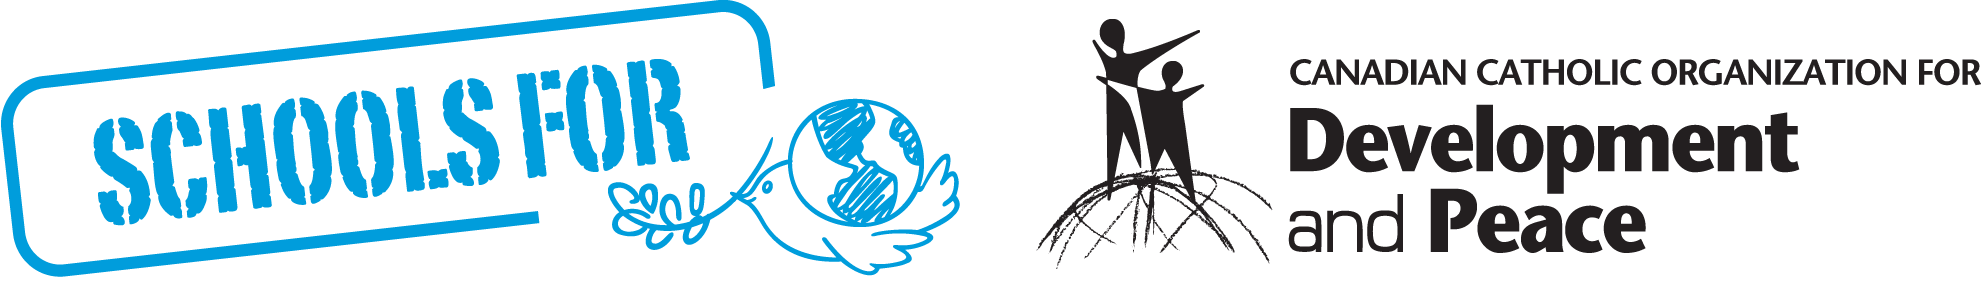 SCHOOLS FOR
CANADIAN CATHOLIC ORGANIZATION FOR
Development
and Peace